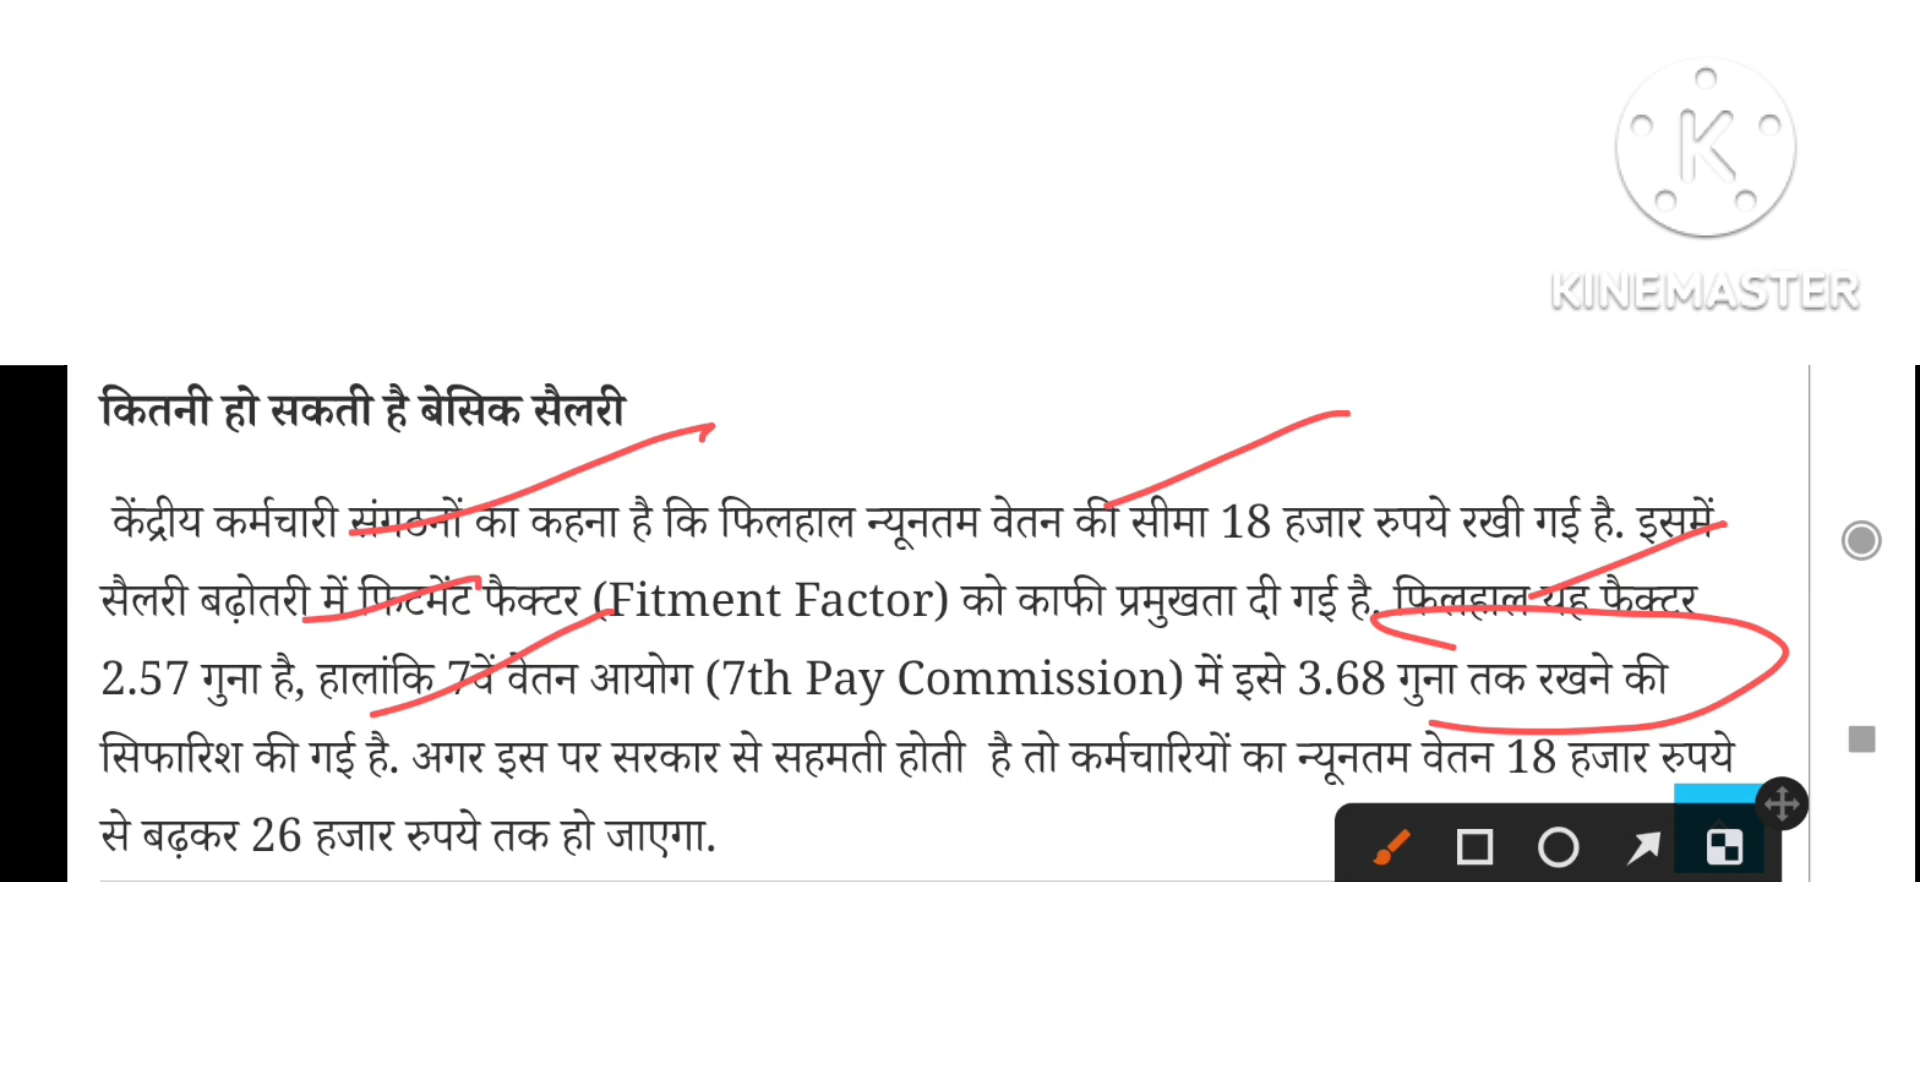 KINEMASTER
कितनी हो सकती है बेसिक सैलरी
केंद्रीय कर्मचारी संगठनों का कहना है कि फिलहाल न्यूनतम वेतन की सीमा 18 हजार रुपये रखी गई है. इसमें
सैलरी बढ़ोतरी में फिटमेंट फैक्टर (Fitment Factor) को काफी प्रमुखता दी गई है. फिलहाल यह फैक्टर
2.57 गुना है, हालांकि 7वें वेतन आयोग (7th Pay Commission) में इसे 3.68 गुना तक रखने की
सिफारिश की गई है. अगर इस पर सरकार से सहमती होती है तो कर्मचारियों का न्यूनतम वेतन 18 हजार रुपये
से बढ़कर 26 हजार रुपये तक हो जाएगा.